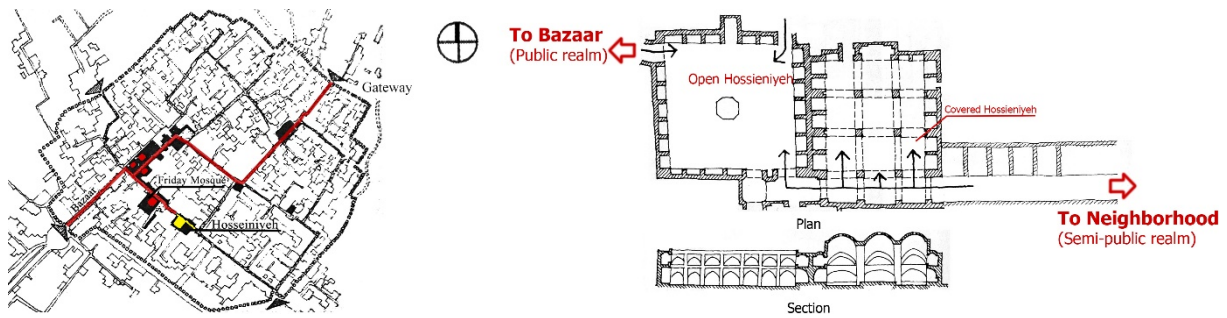 Gateway
Friday Mosque
Bazaar
Hosseiniyeh
To Bazaar
(Public realm)
Open Hossieniyeh
Covered Hossieniyeh
To Neighborhood
(Semi-public realm)
Plan
Section